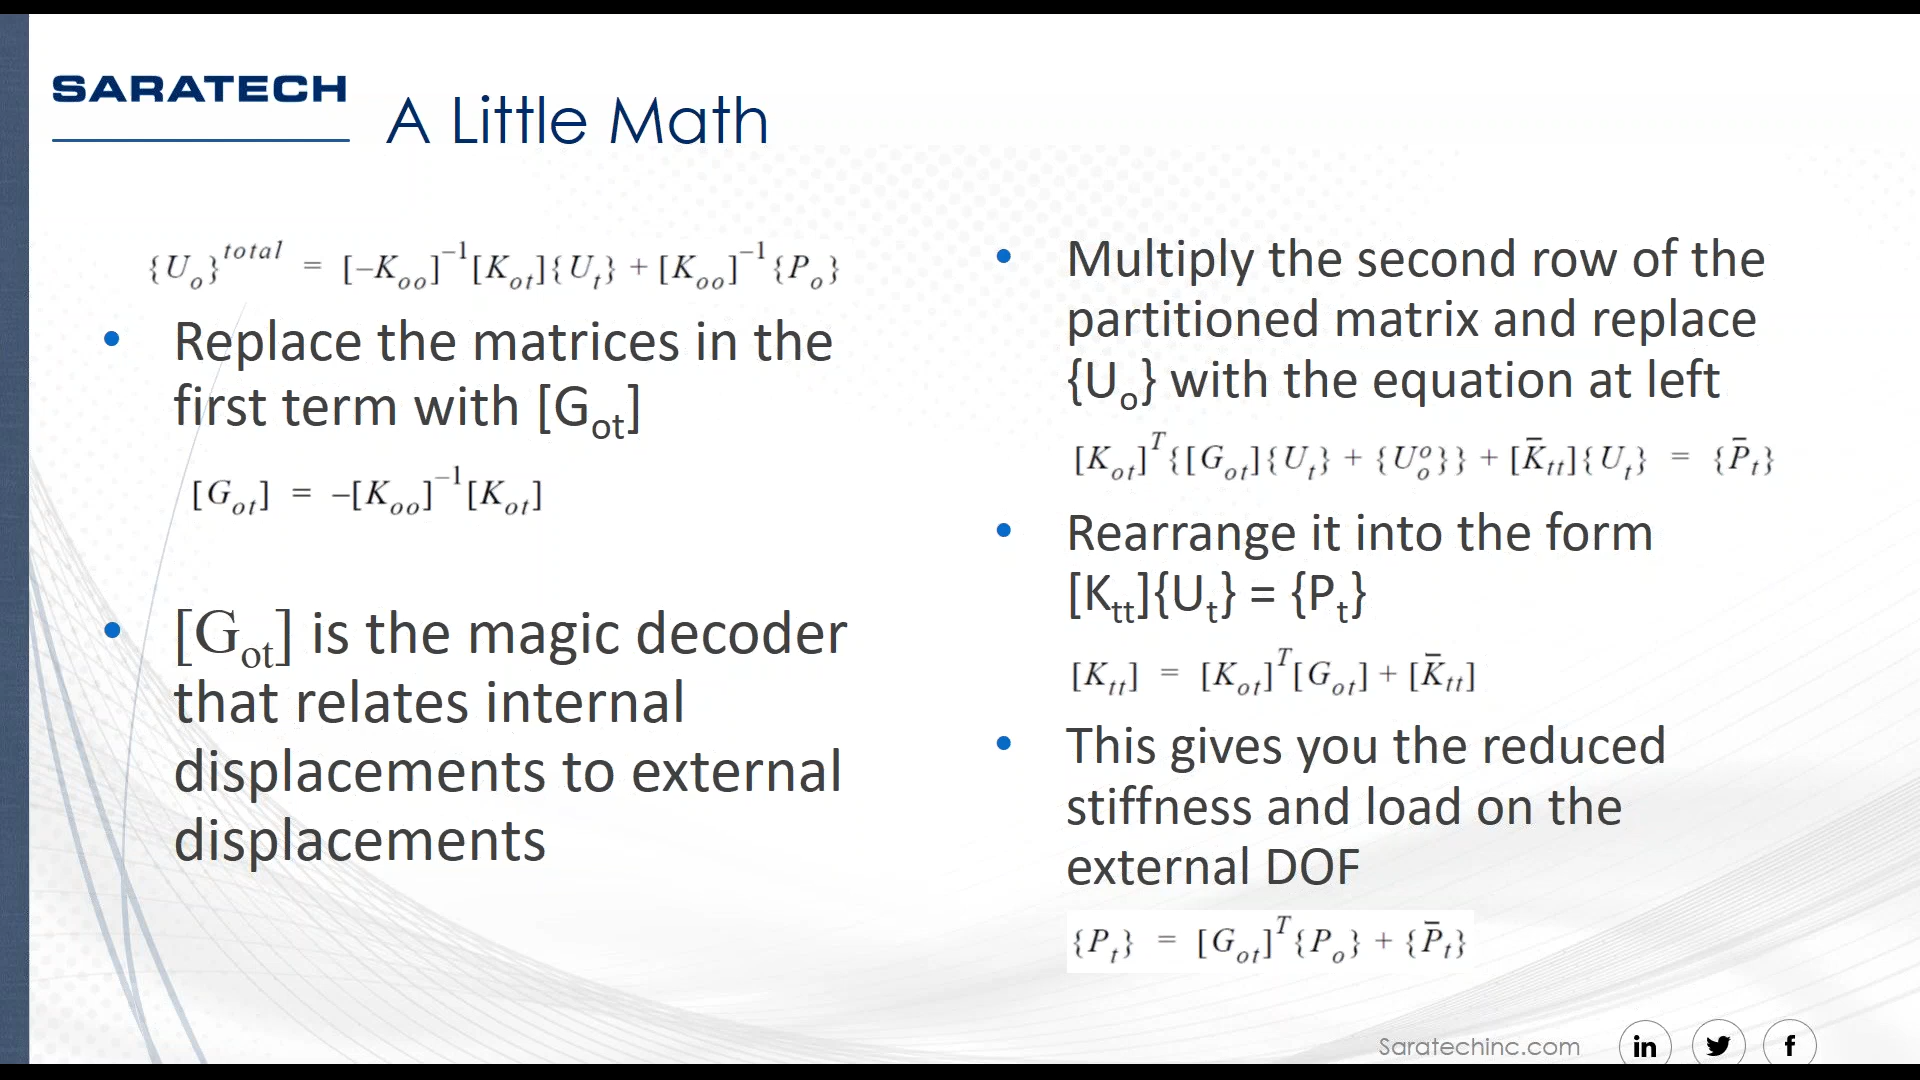 SARATECH
A Little Math
{U_o}^total = [–K_oo]^–1 [K_ot]{U_t} + [K_oo]^–1 {P_o}
• Replace the matrices in the
first term with [G_ot]
[G_ot] = –[K_oo]^–1 [K_ot]
• [G_ot] is the magic decoder
that relates internal
displacements to external
displacements
• Multiply the second row of the
partitioned matrix and replace
{U_o} with the equation at left
[K_ot]^T {[G_ot]{U_t} + {U_o^o}} + [K̄_tt]{U_t} = {P̄_t}
• Rearrange it into the form
[K_tt]{U_t} = {P_t}
[K_tt] = [K_ot]^T [G_ot] + [K̄_tt]
• This gives you the reduced
stiffness and load on the
external DOF
{P_t} = [G_ot]^T {P_o} + {P̄_t}
Saratechinc.com in f